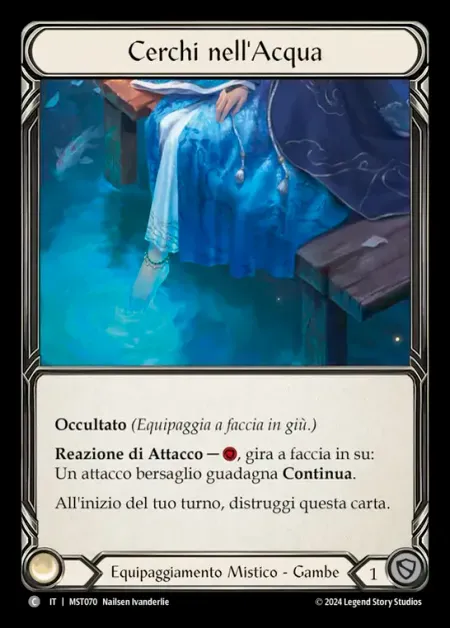 Cerchi nell'Acqua
Occultato (Equipaggia a faccia in giù.)
Reazione di Attacco — , gira a faccia in su:
Un attacco bersaglio guadagna Continua.
All'inizio del tuo turno, distruggi questa carta.
Equipaggiamento Mistico - Gambe
1
C IT | MST070 Nailsen Ivanderlie
© 2024 Legend Story Studios